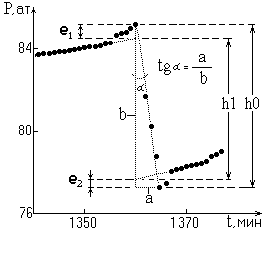 P,ат
e₁
84
tgα = a/b
α
b
h1
h0
80
e₂
a
76
1350
1370
t,мин